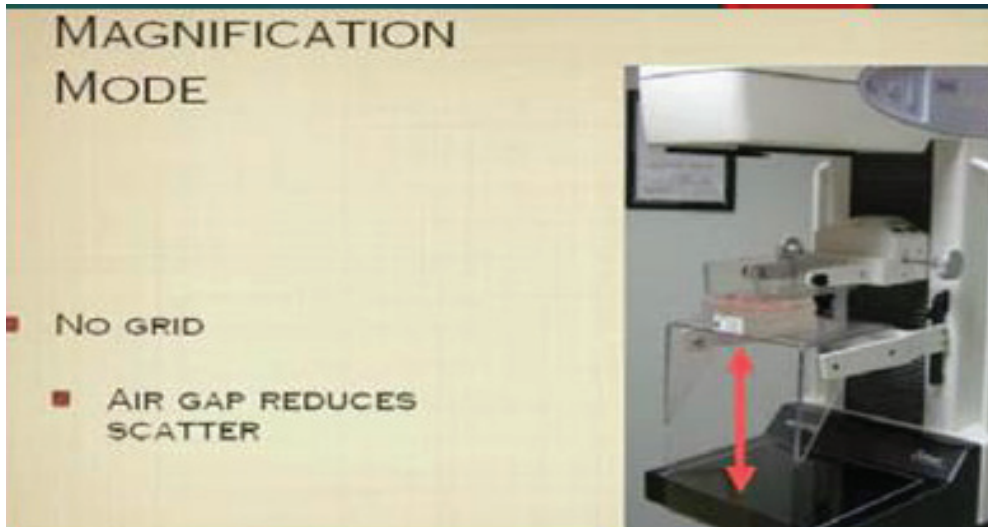 MAGNIFICATION
MODE
NO GRID
AIR GAP REDUCES
SCATTER